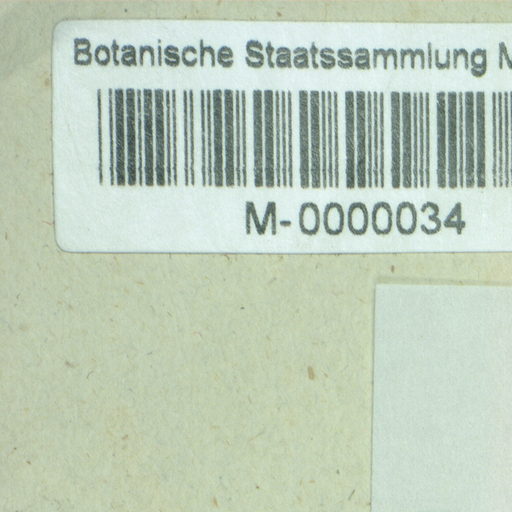 Botanische Staatssammlung
M-0000034